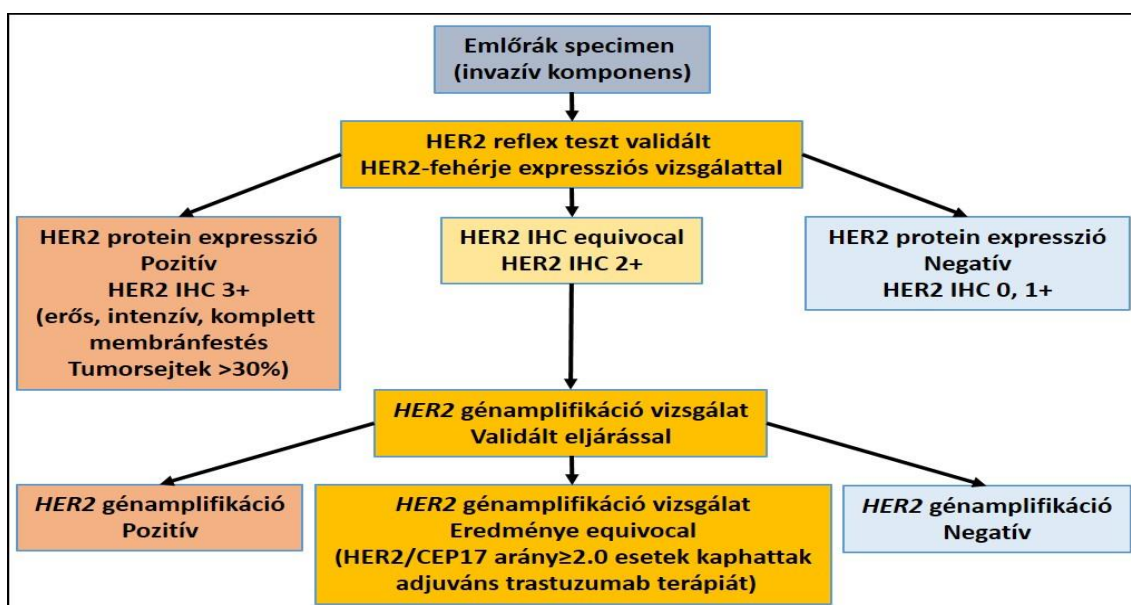 Emlőrák specimen
(invazív komponens)
HER2 reflex teszt validált
HER2-fehérje expressziós vizsgálattal
HER2 protein expresszió
Pozitív
HER2 IHC 3+
(erős, intenzív, komplett
membránfestés
Tumorsejtek >30%)
HER2 IHC equivocal
HER2 IHC 2+
HER2 protein expresszió
Negatív
HER2 IHC 0, 1+
HER2 génamplifikáció vizsgálat
Validált eljárással
HER2 génamplifikáció
Pozitív
HER2 génamplifikáció vizsgálat
Eredménye equivocal
(HER2/CEP17 arány≥2.0 esetek kaphattak
adjuváns trastuzumab terápiát)
HER2 génamplifikáció
Negatív